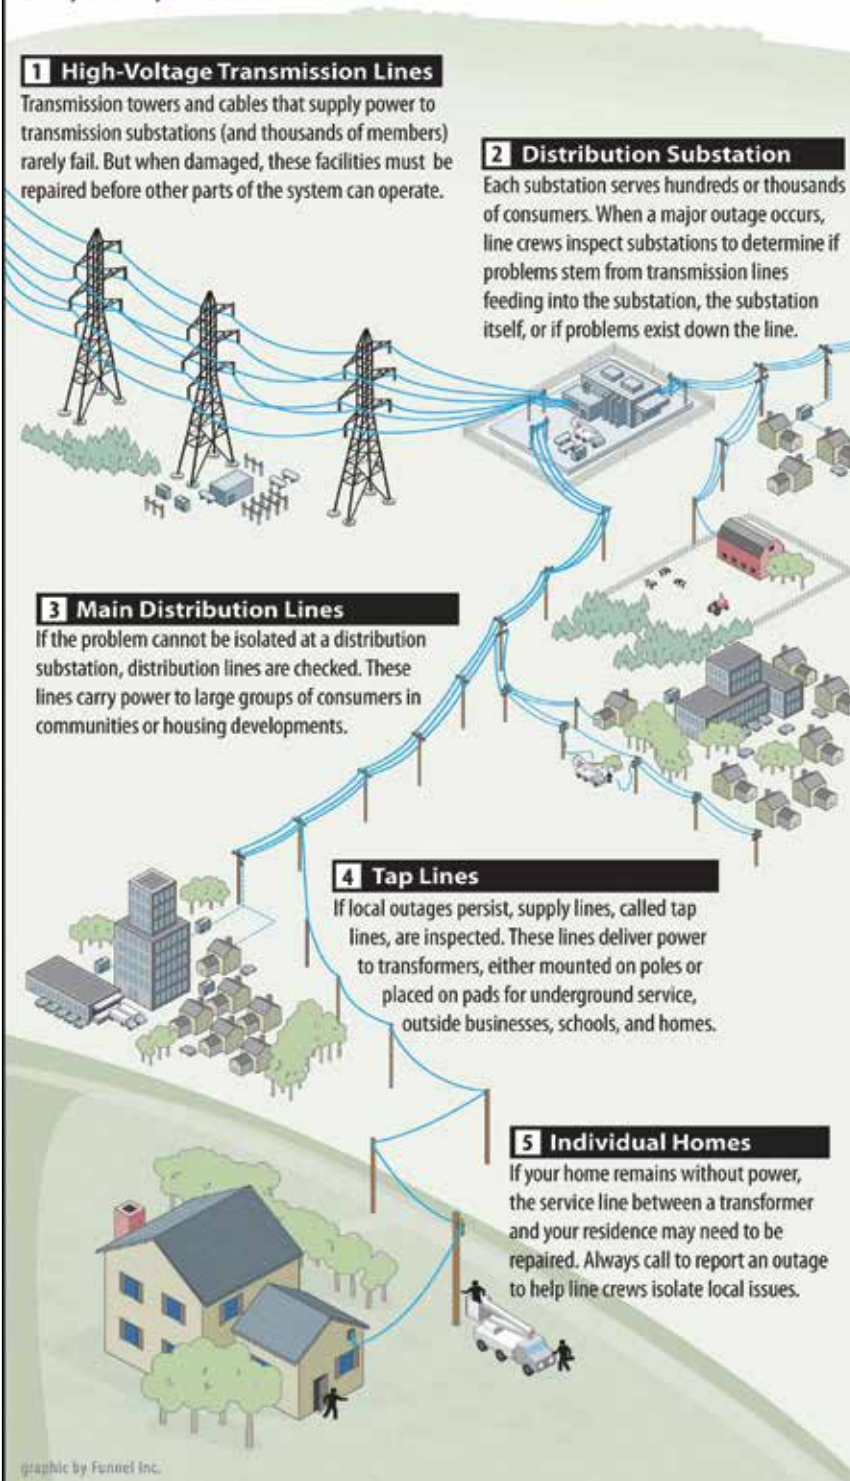 1 High-Voltage Transmission Lines
Transmission towers and cables that supply power to
transmission substations (and thousands of members)
rarely fail. But when damaged, these facilities must be
repaired before other parts of the system can operate.
2 Distribution Substation
Each substation serves hundreds or thousands
of consumers. When a major outage occurs,
line crews inspect substations to determine if
problems stem from transmission lines
feeding into the substation, the substation
itself, or if problems exist down the line.
3 Main Distribution Lines
If the problem cannot be isolated at a distribution
substation, distribution lines are checked. These
lines carry power to large groups of consumers in
communities or housing developments.
4 Tap Lines
If local outages persist, supply lines, called tap
lines, are inspected. These lines deliver power
to transformers, either mounted on poles or
placed on pads for underground service,
outside businesses, schools, and homes.
5 Individual Homes
If your home remains without power,
the service line between a transformer
and your residence may need to be
repaired. Always call to report an outage
to help line crews isolate local issues.
graphic by Funnel Inc.